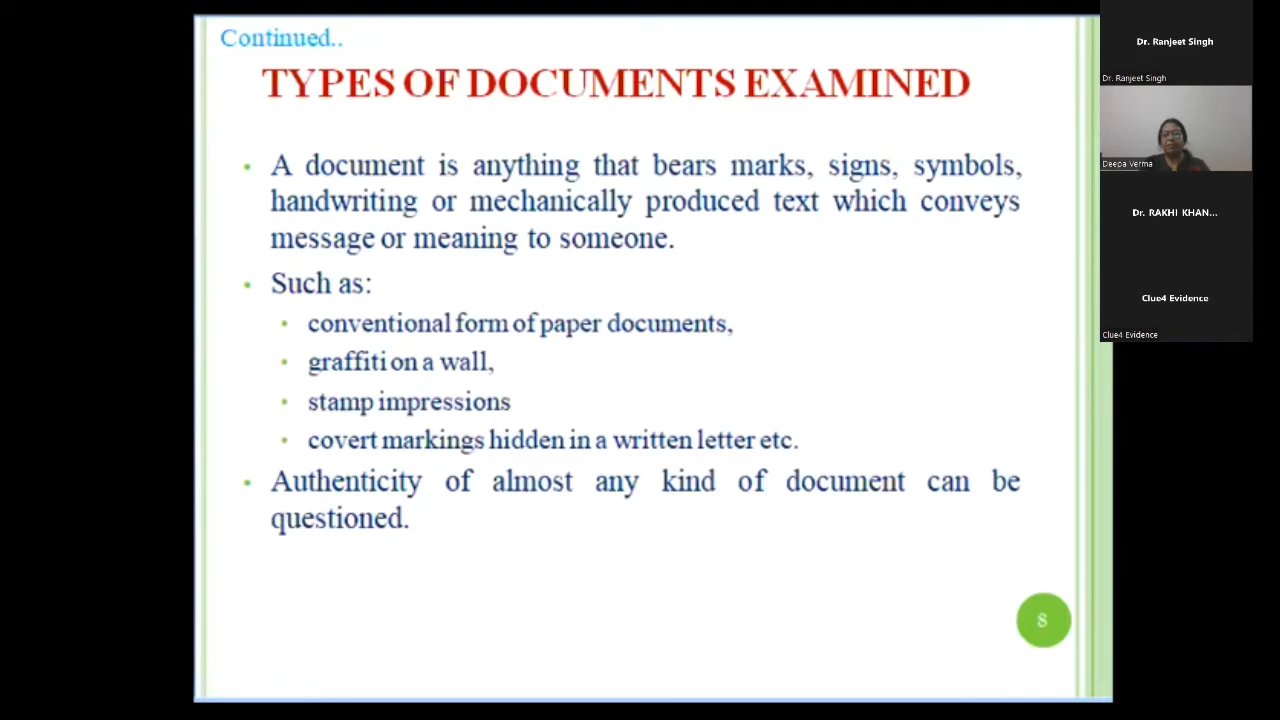 Continued..
TYPES OF DOCUMENTS EXAMINED
• A document is anything that bears marks, signs, symbols,
handwriting or mechanically produced text which conveys
message or meaning to someone.
• Such as:
• conventional form of paper documents,
• graffiti on a wall,
• stamp impressions
• covert markings hidden in a written letter etc.
• Authenticity of almost any kind of document can be
questioned.
8
Dr. Ranjeet Singh
Dr. Ranjeet Singh
Deepa Verma
Dr. RAKHI KHAN...
Clue4 Evidence
Clue4 Evidence